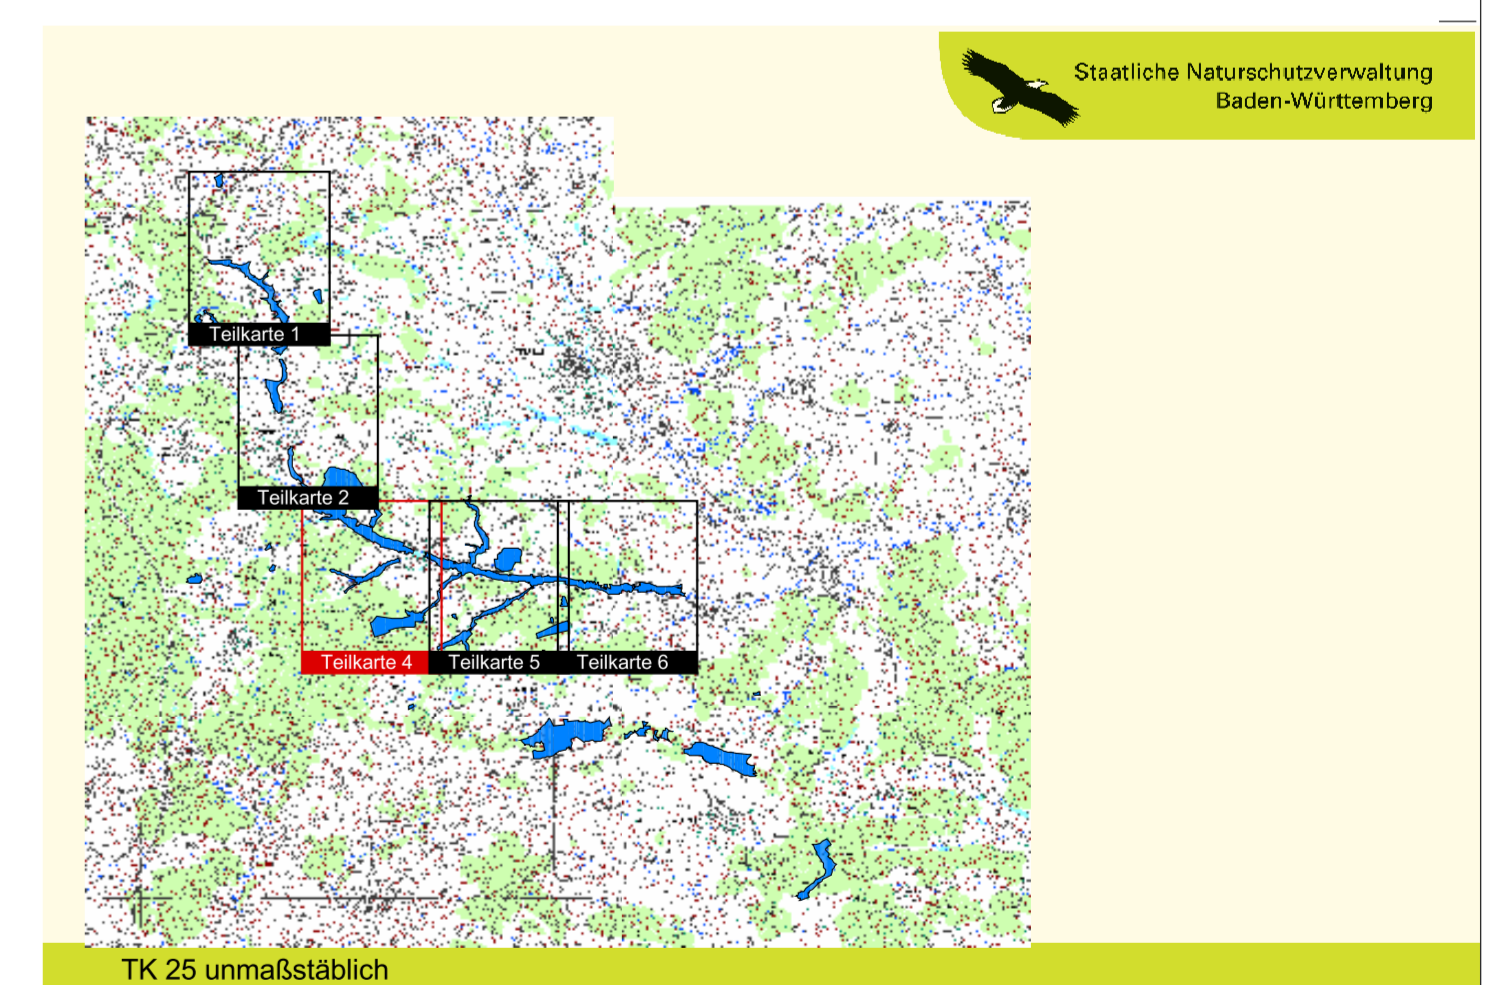 Staatliche Naturschutzverwaltung
Baden-Württemberg
Teilkarte 1
Teilkarte 2
Teilkarte 4
Teilkarte 5
Teilkarte 6
TK 25 unmaßstäblich